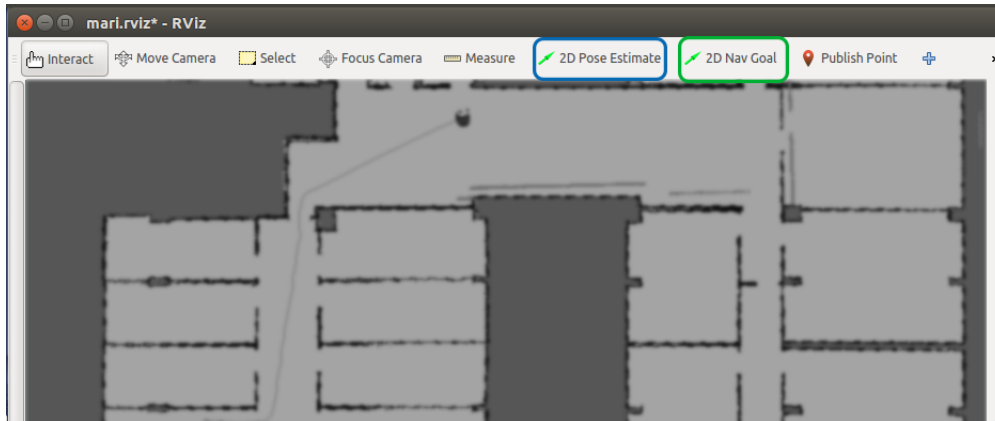 mari.rviz* - RViz
Interact Move Camera Select Focus Camera Measure 2D Pose Estimate 2D Nav Goal Publish Point